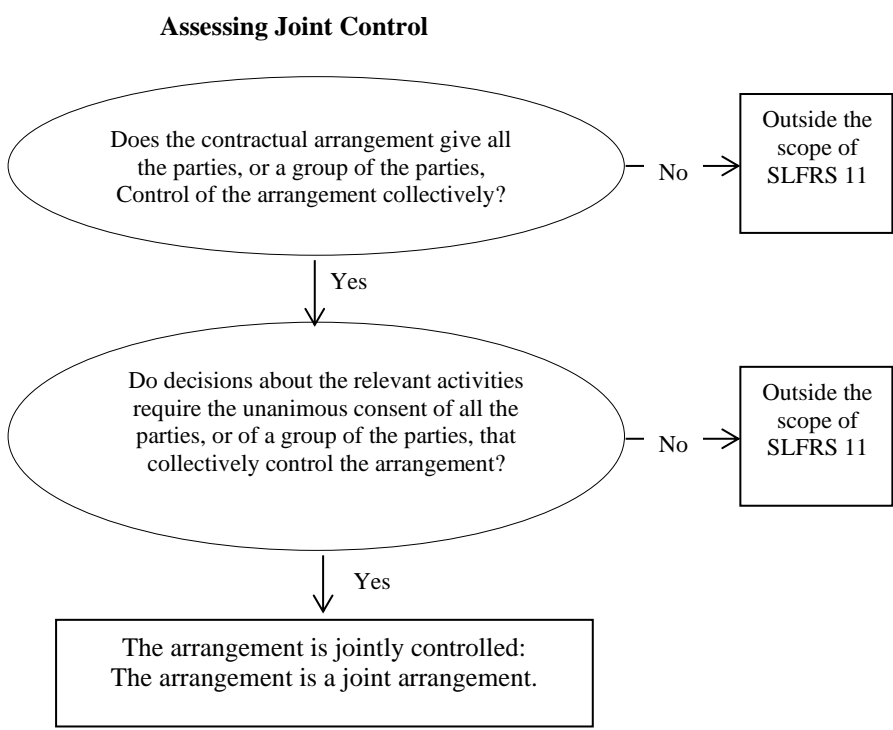 Assessing Joint Control
Does the contractual arrangement give all
the parties, or a group of the parties,
Control of the arrangement collectively?
No
Outside the
scope of
SLFRS 11
Yes
Do decisions about the relevant activities
require the unanimous consent of all the
parties, or of a group of the parties, that
collectively control the arrangement?
No
Outside the
scope of
SLFRS 11
Yes
The arrangement is jointly controlled:
The arrangement is a joint arrangement.